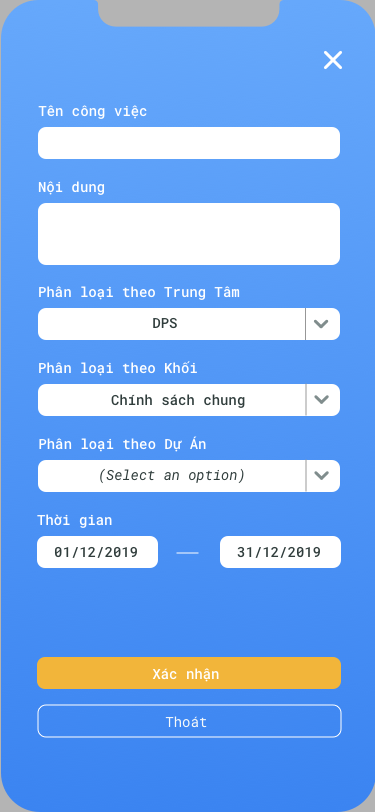 Tên công việc
Nội dung
Phân loại theo Trung Tâm
DPS
Phân loại theo Khối
Chính sách chung
Phân loại theo Dự Án
(Select an option)
Thời gian
01/12/2019 — 31/12/2019
Xác nhận
Thoát